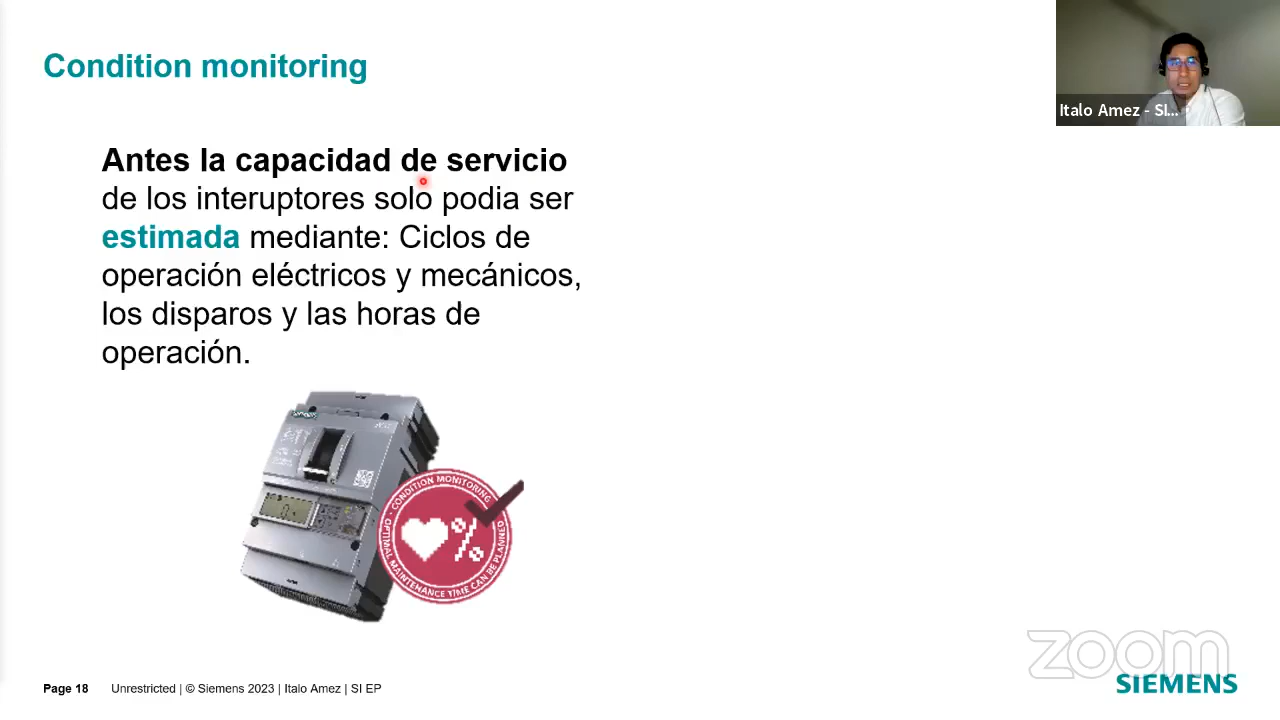 Condition monitoring
Italo Amez - SI...
Antes la capacidad de servicio
de los interuptores solo podia ser
estimada mediante: Ciclos de
operación eléctricos y mecánicos,
los disparos y las horas de
operación.
SIEMENS
· CONDITION MONITORING ·
OPTIMAL MAINTENANCE TIME CAN BE PLANNED
%
zoom
SIEMENS
Page 18 Unrestricted | © Siemens 2023 | Italo Amez | SI EP